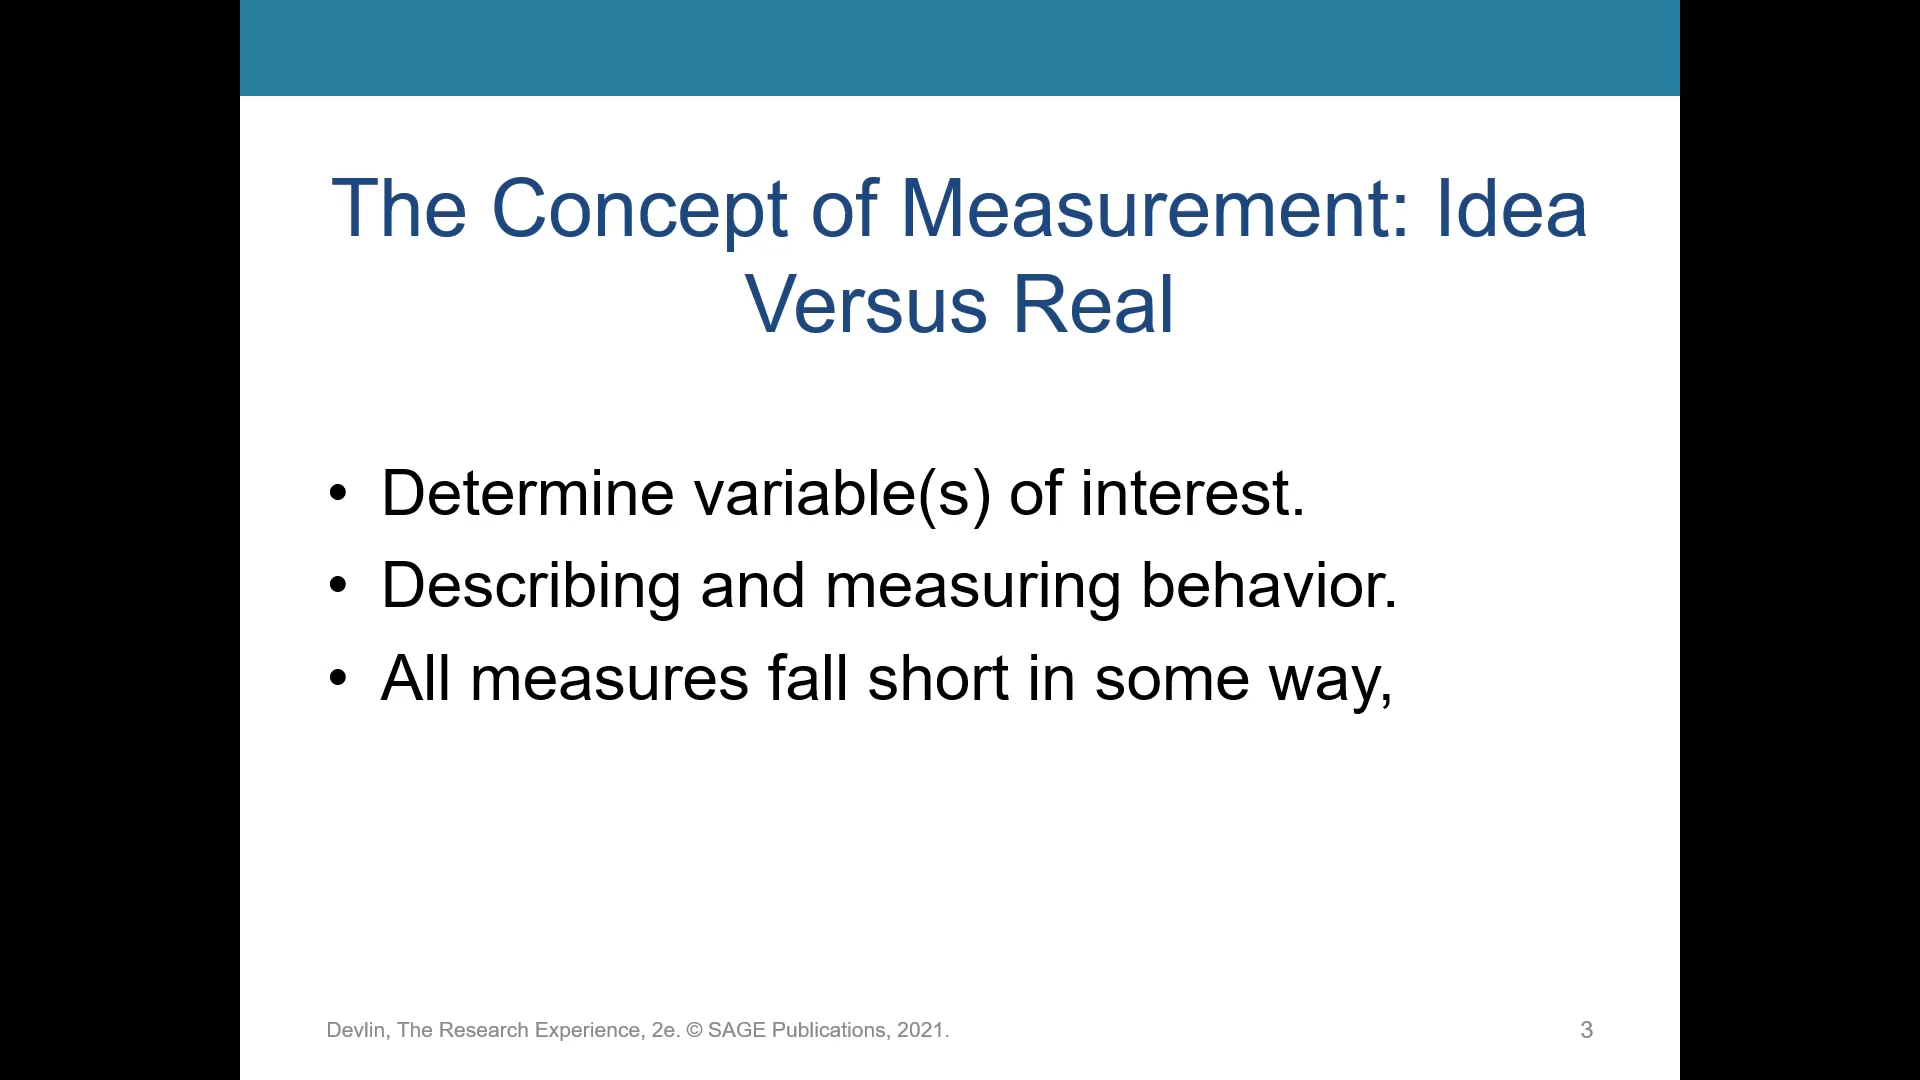 The Concept of Measurement: Idea
Versus Real
• Determine variable(s) of interest.
• Describing and measuring behavior.
• All measures fall short in some way,
Devlin, The Research Experience, 2e. © SAGE Publications, 2021.
3